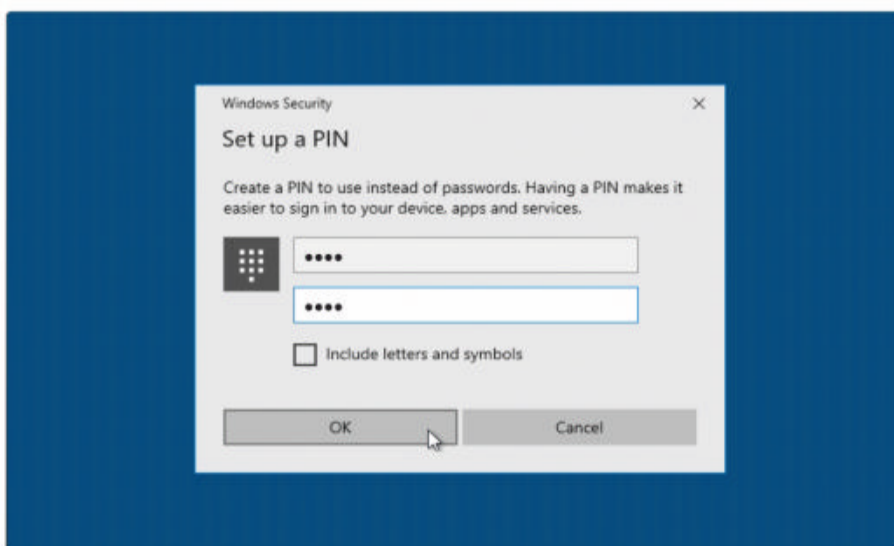 Windows Security
Set up a PIN
Create a PIN to use instead of passwords. Having a PIN makes it
easier to sign in to your device, apps and services.
••••
••••
Include letters and symbols
OK
Cancel